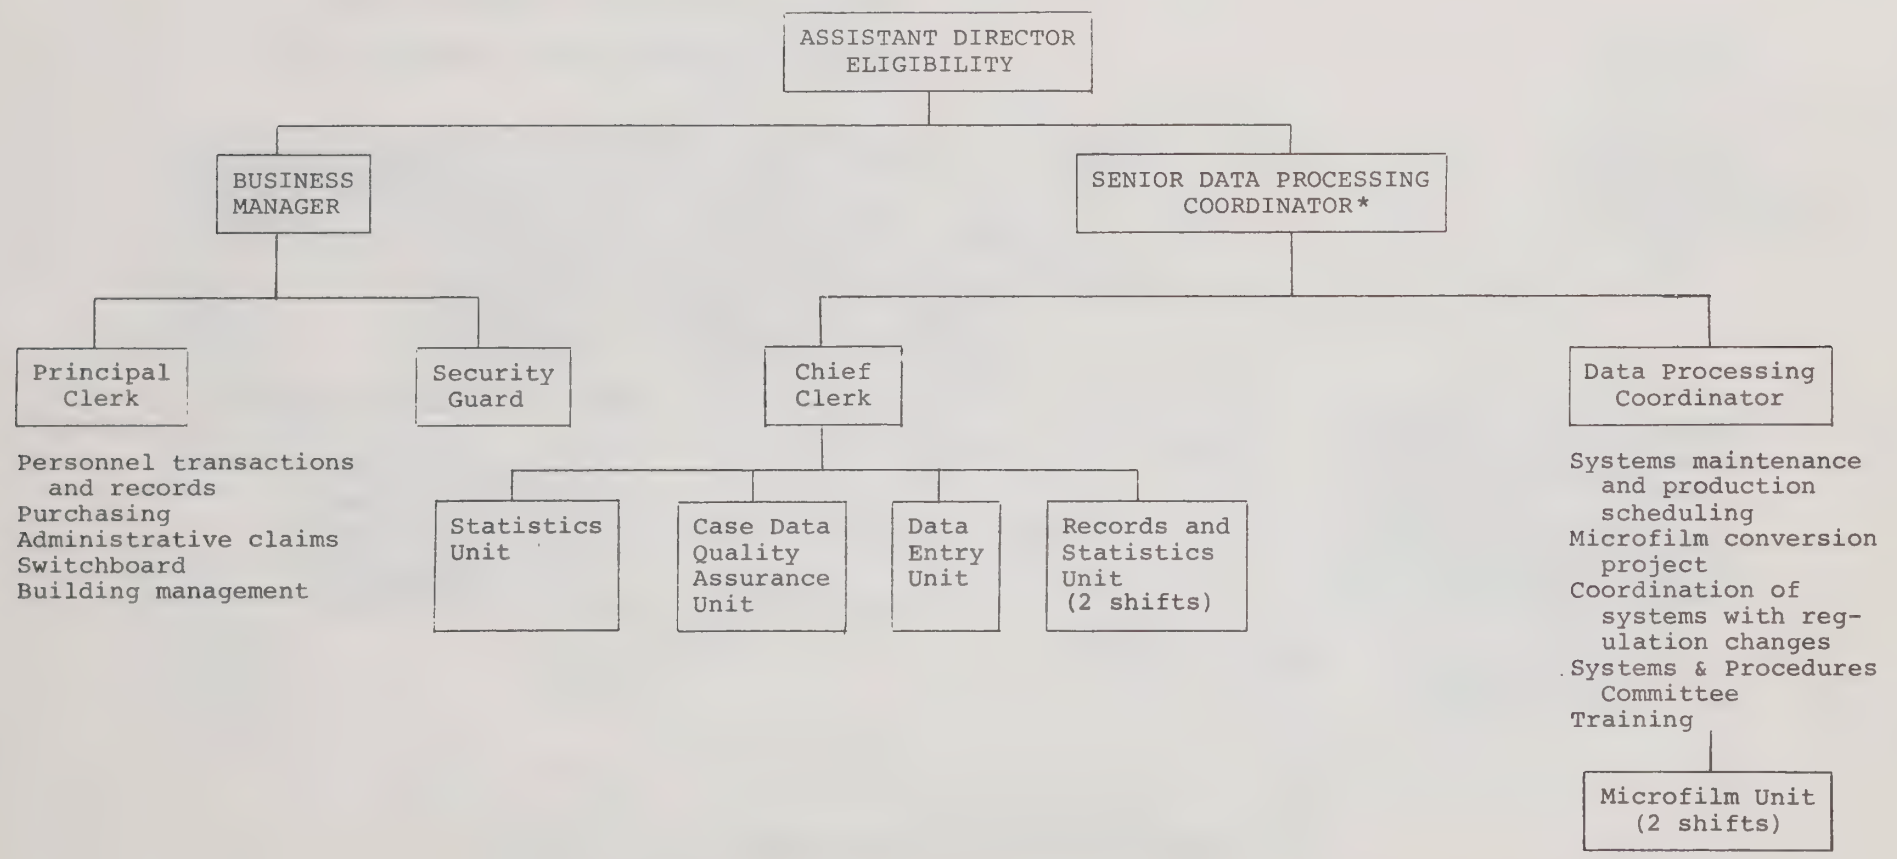 ASSISTANT DIRECTOR
ELIGIBILITY
BUSINESS
MANAGER
SENIOR DATA PROCESSING
COORDINATOR*
Principal
Clerk
Security
Guard
Chief
Clerk
Data Processing
Coordinator
Personnel transactions
and records
Purchasing
Administrative claims
Switchboard
Building management
Statistics
Unit
Case Data
Quality
Assurance
Unit
Data
Entry
Unit
Records and
Statistics
Unit
(2 shifts)
Systems maintenance
and production
scheduling
Microfilm conversion
project
Coordination of
systems with reg-
ulation changes
Systems & Procedures
Committee
Training
Microfilm Unit
(2 shifts)